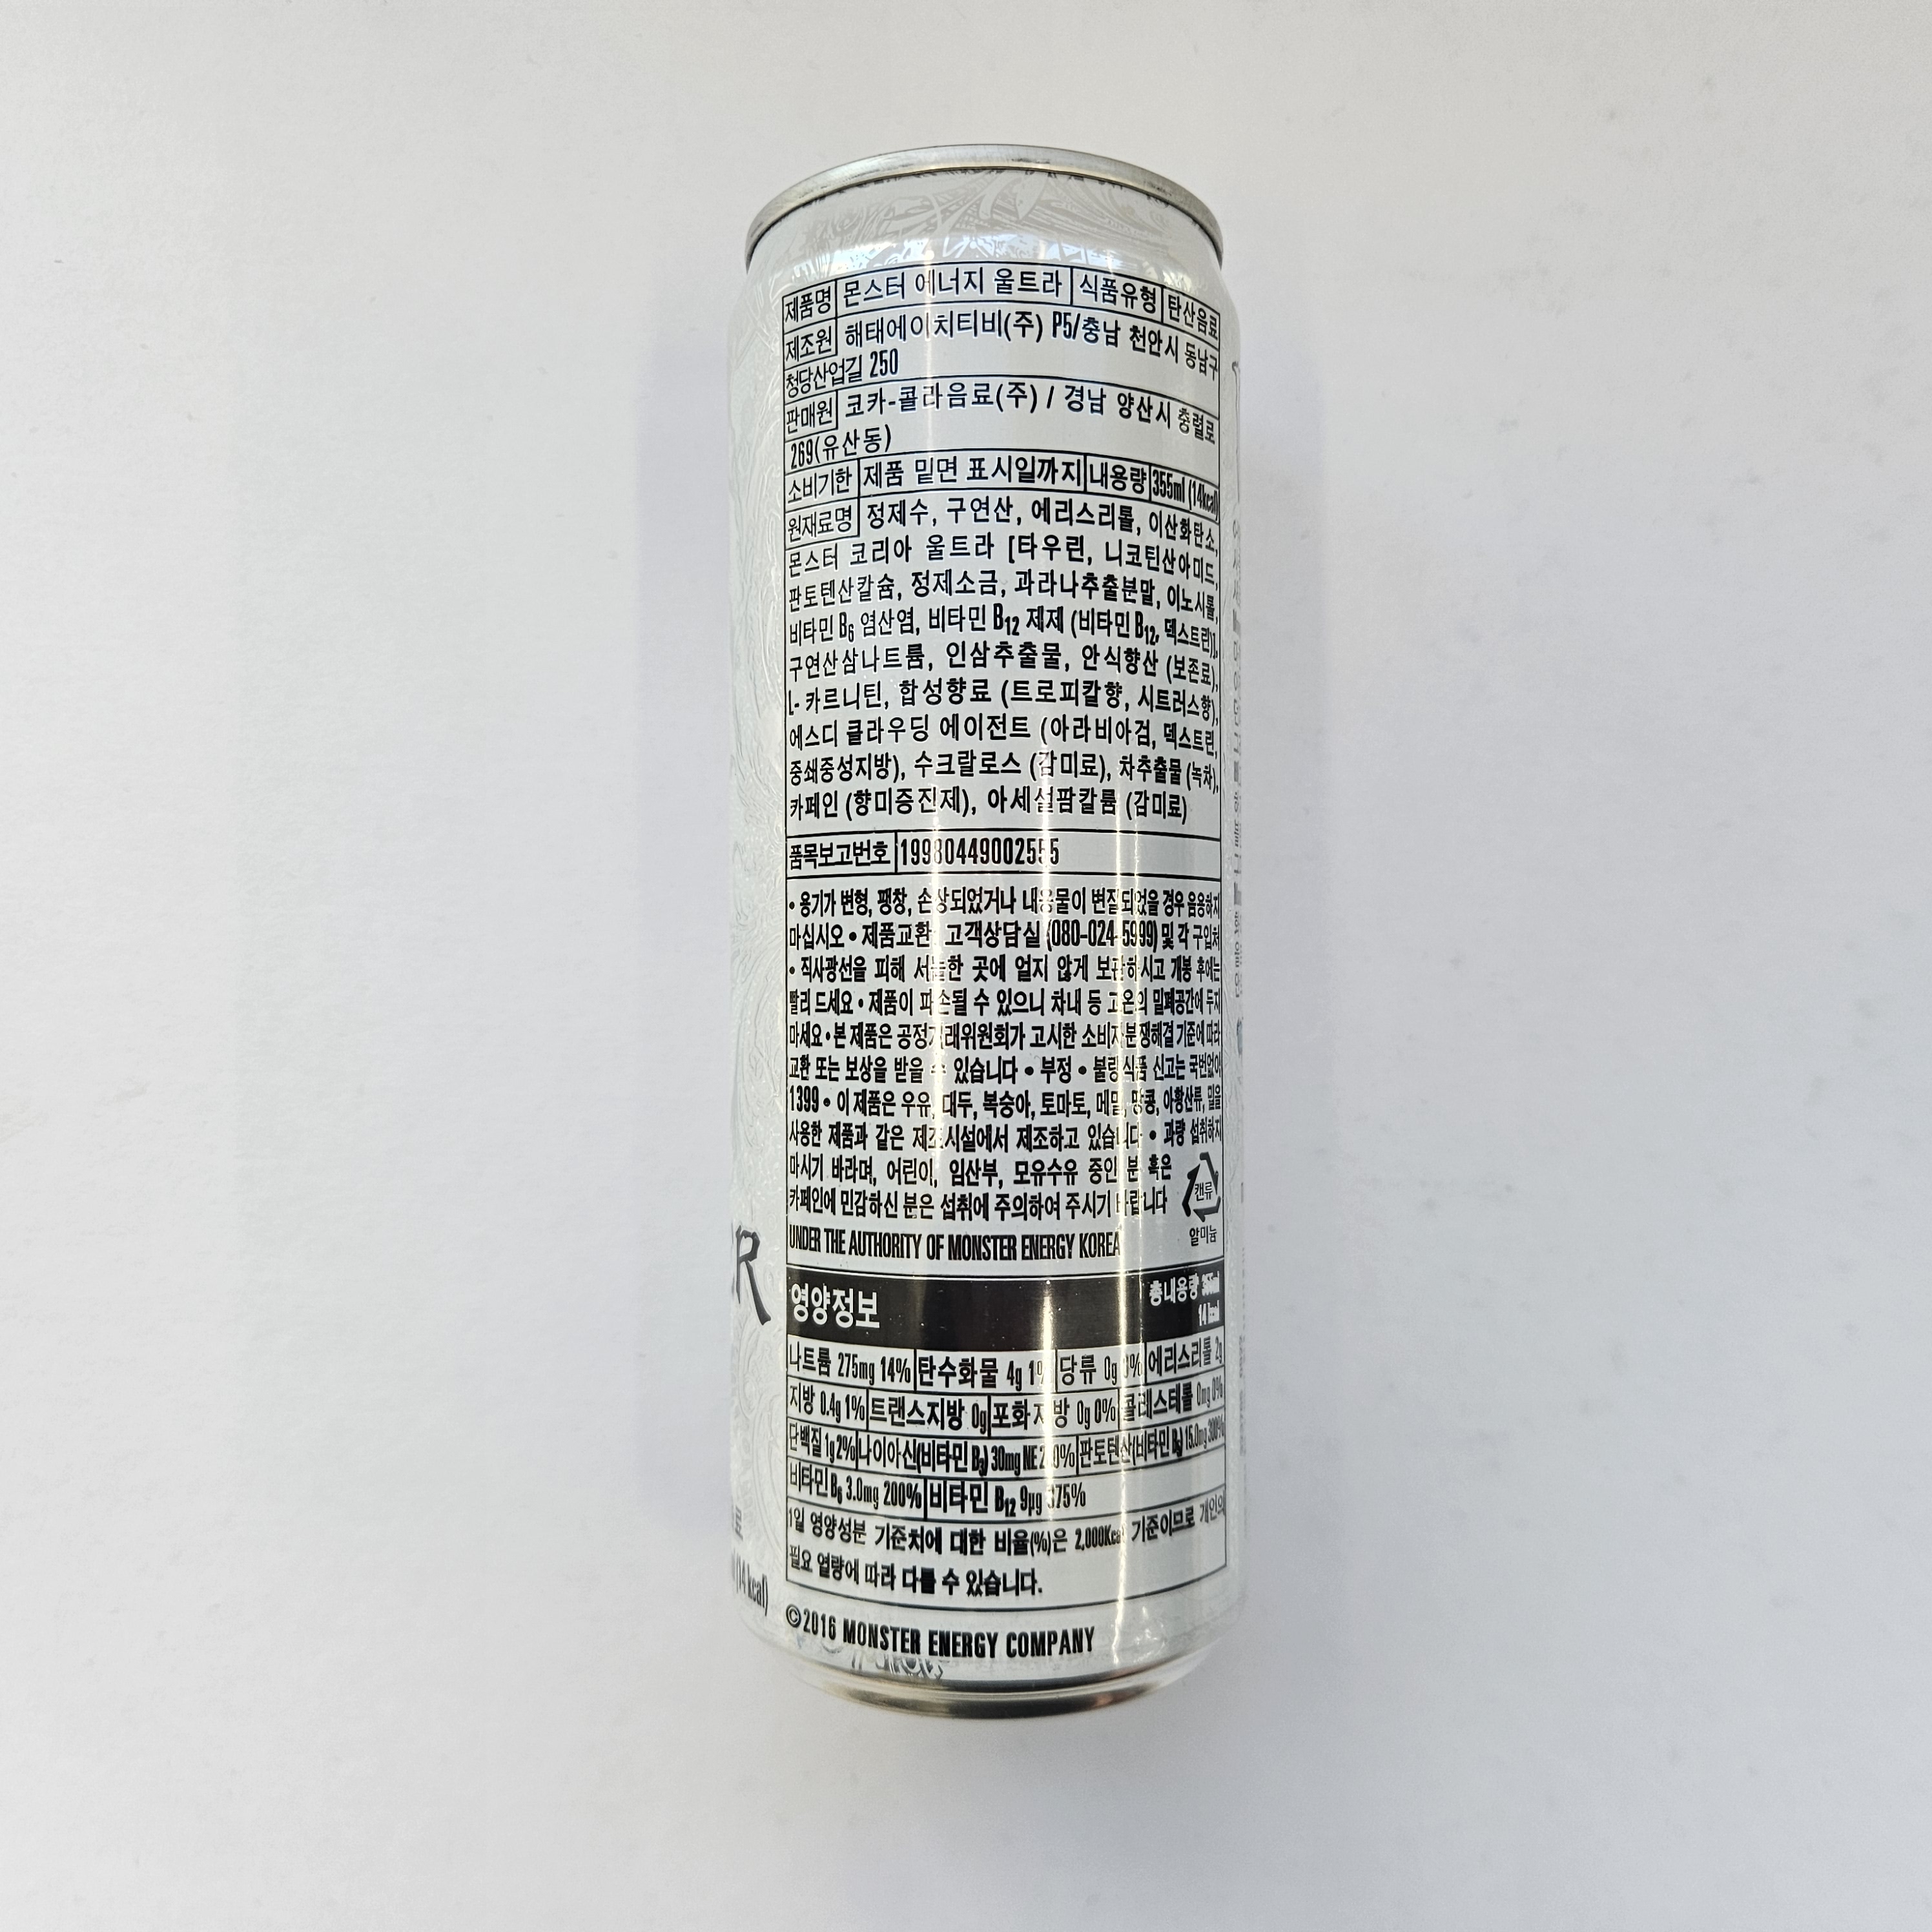 제품명 몬스터 에너지 울트라 식품유형 탄산음료
제조원 해태에이치티비(주) P5/충남 천안시 동남구
청당산업길 250
판매원 코카-콜라음료(주) / 경남 양산시 충렬로
269(유산동)
소비기한 제품 밑면 표시일까지 내용량 355ml (14kcal)
원재료명 정제수, 구연산, 에리스리톨, 이산화탄소,
몬스터 코리아 울트라 [타우린, 니코틴산아미드,
판토텐산칼슘, 정제소금, 과라나추출분말, 이노시톨,
비타민 B6 염산염, 비타민 B12 제제 (비타민 B12, 덱스트린)],
구연산삼나트륨, 인삼추출물, 안식향산 (보존료),
L- 카르니틴, 합성향료 (트로피칼향, 시트러스향),
에스디 클라우딩 에이전트 (아라비아검, 덱스트린,
중쇄중성지방), 수크랄로스 (감미료), 차추출물 (녹차),
카페인 (향미증진제), 아세설팜칼륨 (감미료)
품목보고번호 19980449002555
• 용기가 변형, 팽창, 손상되었거나 내용물이 변질되었을 경우 음용하지
마십시오 • 제품교환: 고객상담실 (080-024-5999) 및 각 구입처
• 직사광선을 피해 서늘한 곳에 얼지 않게 보관하시고 개봉 후에는
빨리 드세요 • 제품이 파손될 수 있으니 차내 등 고온의 밀폐공간에 두지
마세요 • 본 제품은 공정거래위원회가 고시한 소비자분쟁해결 기준에 따라
교환 또는 보상을 받을 수 있습니다 • 부정 • 불량식품 신고는 국번없이
1399 • 이 제품은 우유, 대두, 복숭아, 토마토, 메밀, 땅콩, 아황산류, 밀을
사용한 제품과 같은 제조시설에서 제조하고 있습니다 • 과량 섭취하지
마시기 바라며, 어린이, 임산부, 모유수유 중인 분 혹은
카페인에 민감하신 분은 섭취에 주의하여 주시기 바랍니다
캔류
알미늄
UNDER THE AUTHORITY OF MONSTER ENERGY KOREA
영양정보 총내용량 355ml
14 kcal
나트륨 275mg 14% 탄수화물 4g 1% 당류 0g 에리스리톨 2g
지방 0.4g 1% 트랜스지방 0g 포화지방 0g 0% 콜레스테롤 0mg 0%
단백질 1g 2% 나이아신(비타민 B3) 30mg NE 판토텐산(비타민 B5) 15.0mg 300%
비타민 B6 3.0mg 200% 비타민 B12 9μg 375%
1일 영양성분 기준치에 대한 비율(%)은 2,000Kcal 기준이므로 개인의
필요 열량에 따라 다를 수 있습니다.
(14 kcal)
©2016 MONSTER ENERGY COMPANY